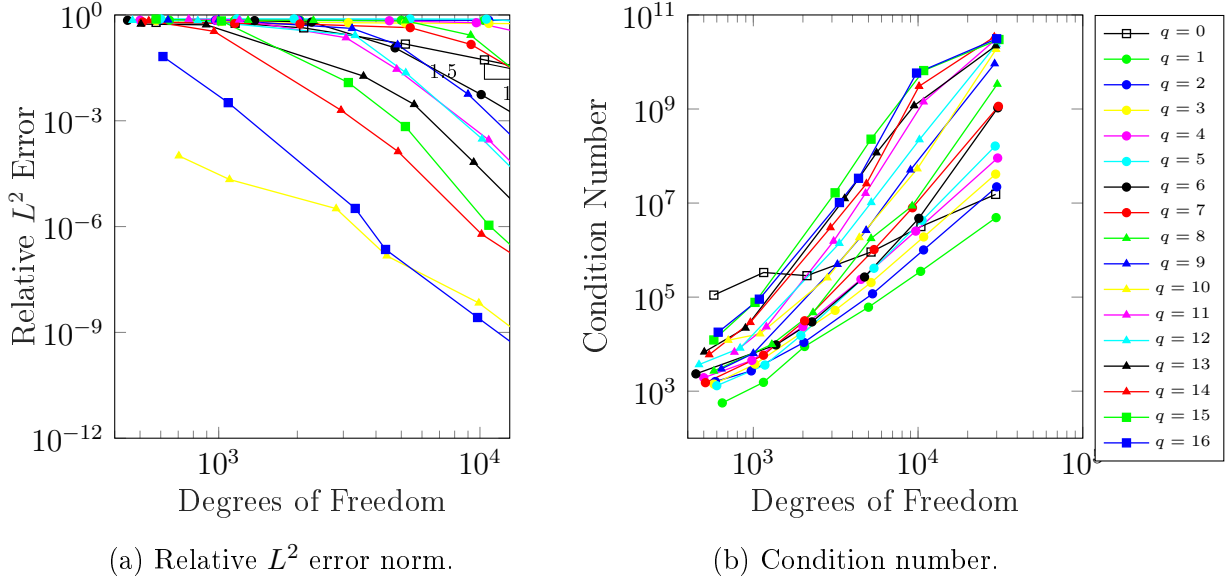 10^0
10^−3
10^−6
10^−9
10^−12
10^3
10^4
1.5
1
Relative L^2 Error
Degrees of Freedom
(a) Relative L^2 error norm.
10^11
10^9
10^7
10^5
10^3
10^3
10^4
Condition Number
Degrees of Freedom
(b) Condition number.
q = 0
q = 1
q = 2
q = 3
q = 4
q = 5
q = 6
q = 7
q = 8
q = 9
q = 10
q = 11
q = 12
q = 13
q = 14
q = 15
q = 16